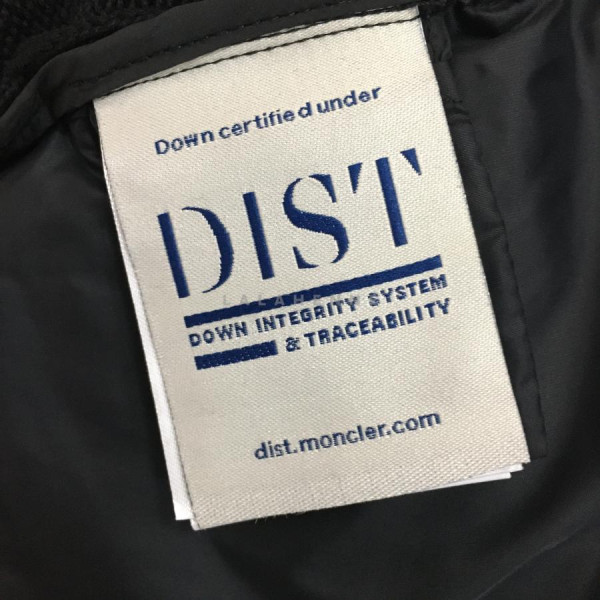 Down certified under
DIST
DOWN INTEGRITY SYSTEM
& TRACEABILITY
dist.moncler.com